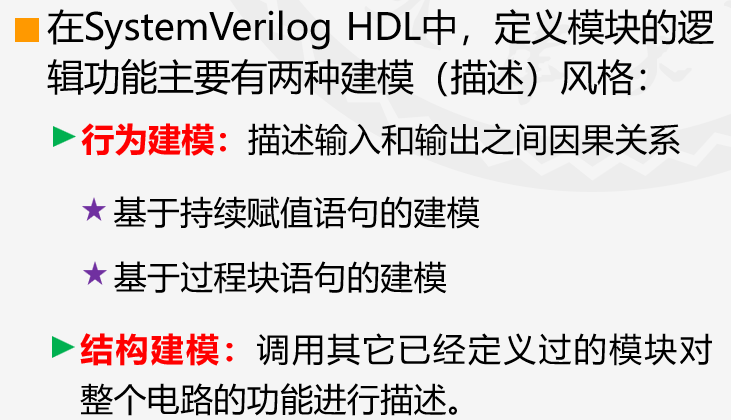 在SystemVerilog HDL中，定义模块的逻
辑功能主要有两种建模（描述）风格：
行为建模：描述输入和输出之间因果关系
基于持续赋值语句的建模
基于过程块语句的建模
结构建模：调用其它已经定义过的模块对
整个电路的功能进行描述。